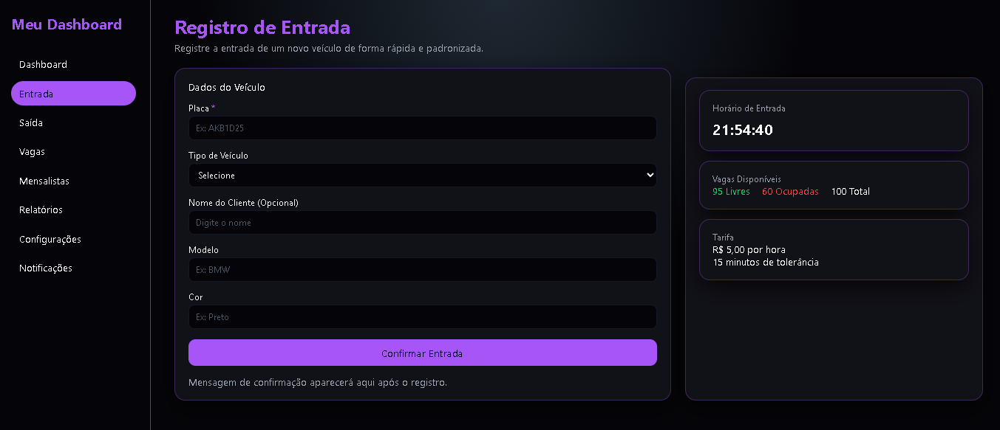 Meu Dashboard
Dashboard
Entrada
Saída
Vagas
Mensalistas
Relatórios
Configurações
Notificações
Registro de Entrada
Registre a entrada de um novo veículo de forma rápida e padronizada.
Dados do Veículo
Placa *
Ex: AKB1D25
Tipo de Veículo
Selecione
Nome do Cliente (Opcional)
Digite o nome
Modelo
Ex: BMW
Cor
Ex: Preto
Confirmar Entrada
Mensagem de confirmação aparecerá aqui após o registro.
Horário de Entrada
21:54:40
Vagas Disponíveis
95 Livres 60 Ocupadas 100 Total
Tarifa
R$ 5,00 por hora
15 minutos de tolerância